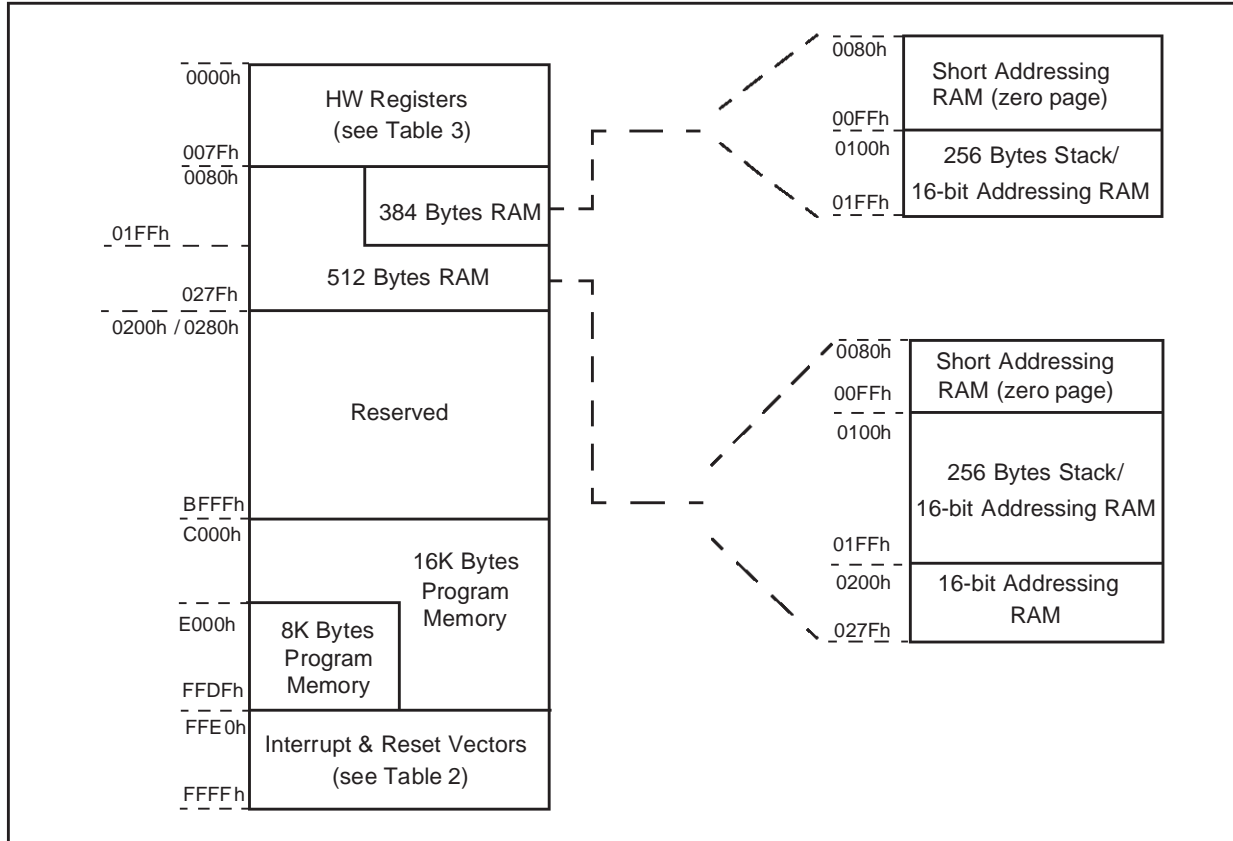 0000h
HW Registers
(see Table 3)
007Fh
0080h
384 Bytes RAM
01FFh
512 Bytes RAM
027Fh
0200h / 0280h
Reserved
BFFFh
C000h
16K Bytes
Program
Memory
E000h
8K Bytes
Program
Memory
FFDFh
FFE0h
Interrupt & Reset Vectors
(see Table 2)
FFFFh
0080h
Short Addressing
RAM (zero page)
00FFh
0100h
256 Bytes Stack/
16-bit Addressing RAM
01FFh
0080h
Short Addressing
RAM (zero page)
00FFh
0100h
256 Bytes Stack/
16-bit Addressing RAM
01FFh
0200h
16-bit Addressing
RAM
027Fh